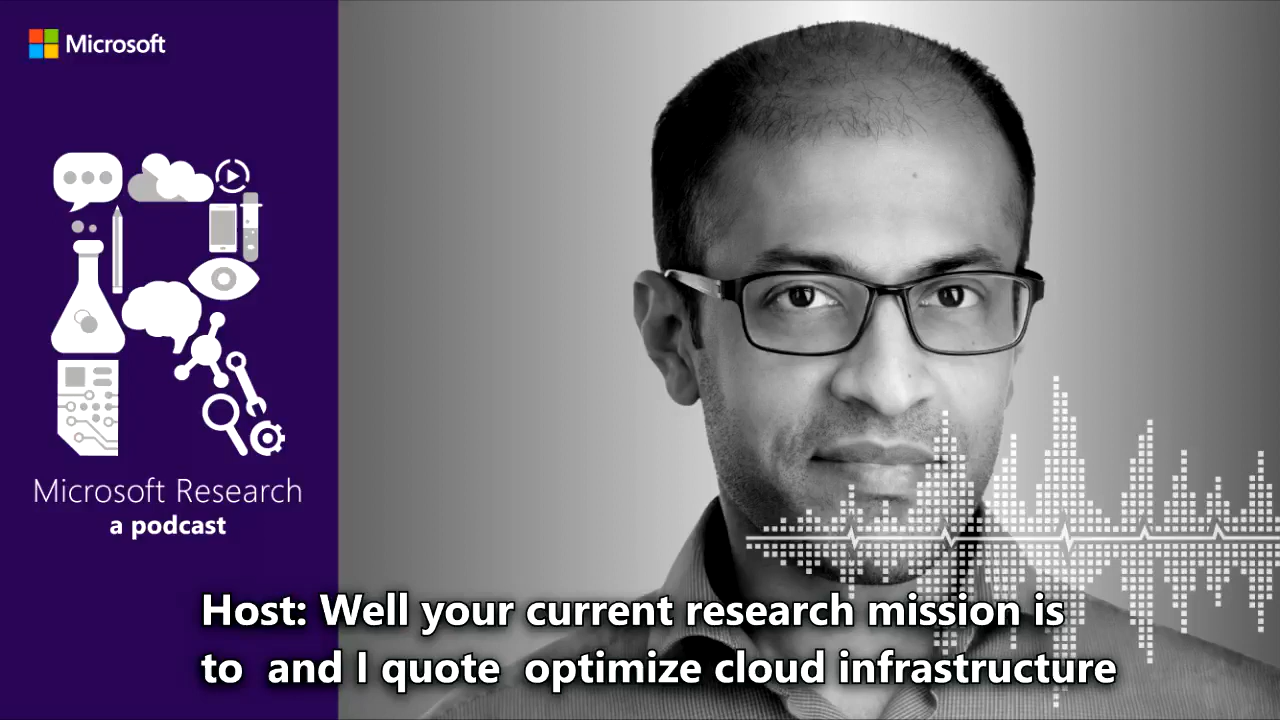 Microsoft
Microsoft Research
a podcast
Host: Well your current research mission is
to  and I quote  optimize cloud infrastructure